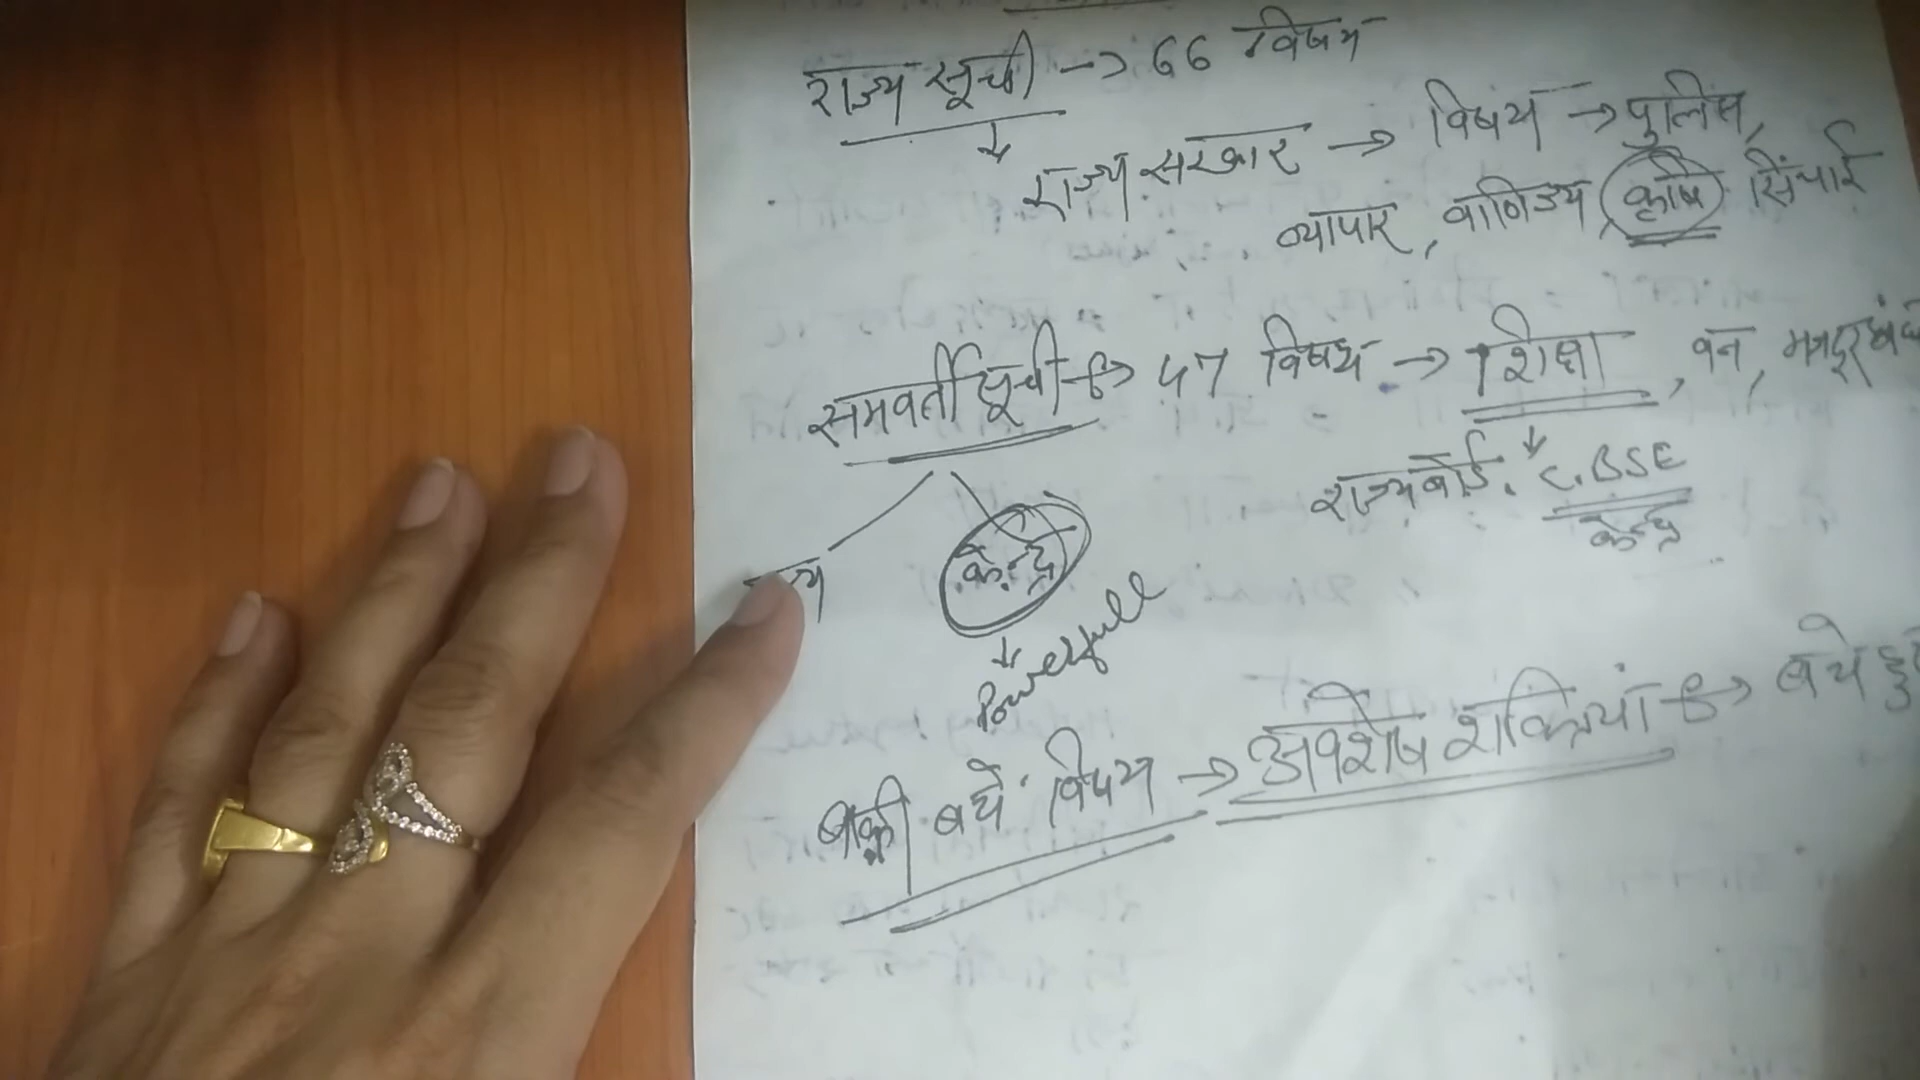 राज्य सूची → 66 विषय
राज्य सरकार → विषय → पुलिस,
व्यापार, वाणिज्य, कृषि सिंचाई
समवर्ती सूची → 47 विषय → शिक्षा, वन, मजदूर संघ
राज्य बोर्ड. C.BSE
केन्द्र
राज्य केन्द्र
Powerfull
बाकी बचे विषय → अवशेष शक्तियां → बचे हुए